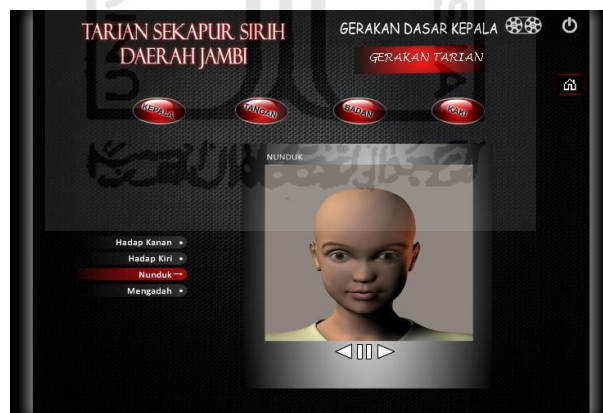 TARIAN SEKAPUR SIRIH
DAERAH JAMBI
GERAKAN DASAR KEPALA
GERAKAN TARIAN
KEPALA
TANGAN
BADAN
KAKI
NUNDUK
Hadap Kanan
Hadap Kiri
Nunduk
Mengadah